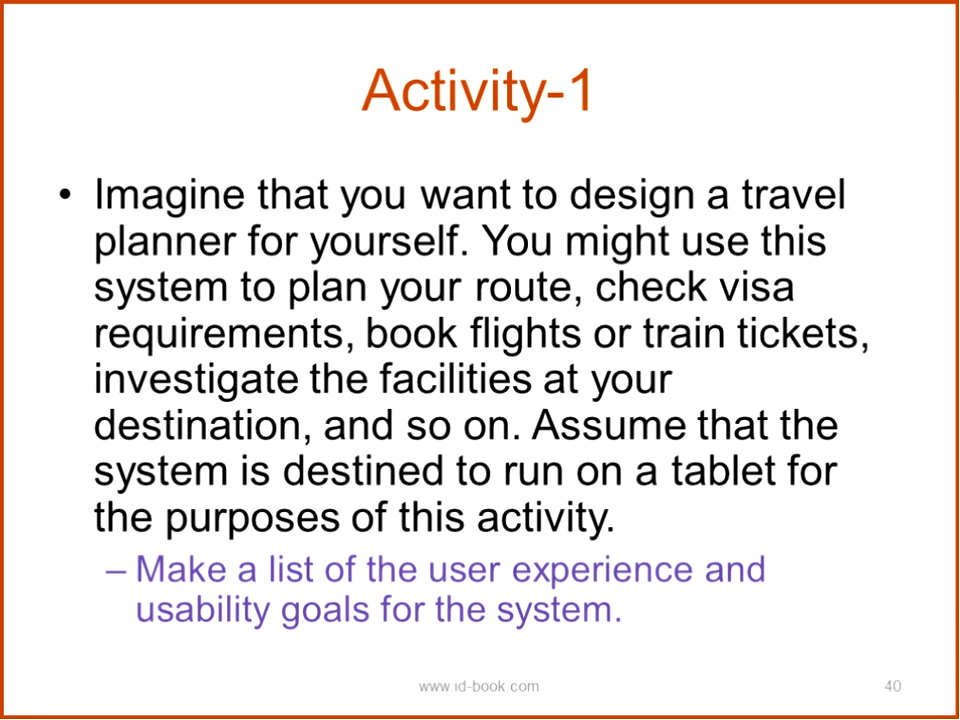 Activity-1
• Imagine that you want to design a travel
planner for yourself. You might use this
system to plan your route, check visa
requirements, book flights or train tickets,
investigate the facilities at your
destination, and so on. Assume that the
system is destined to run on a tablet for
the purposes of this activity.
– Make a list of the user experience and
usability goals for the system.
www.id-book.com
40